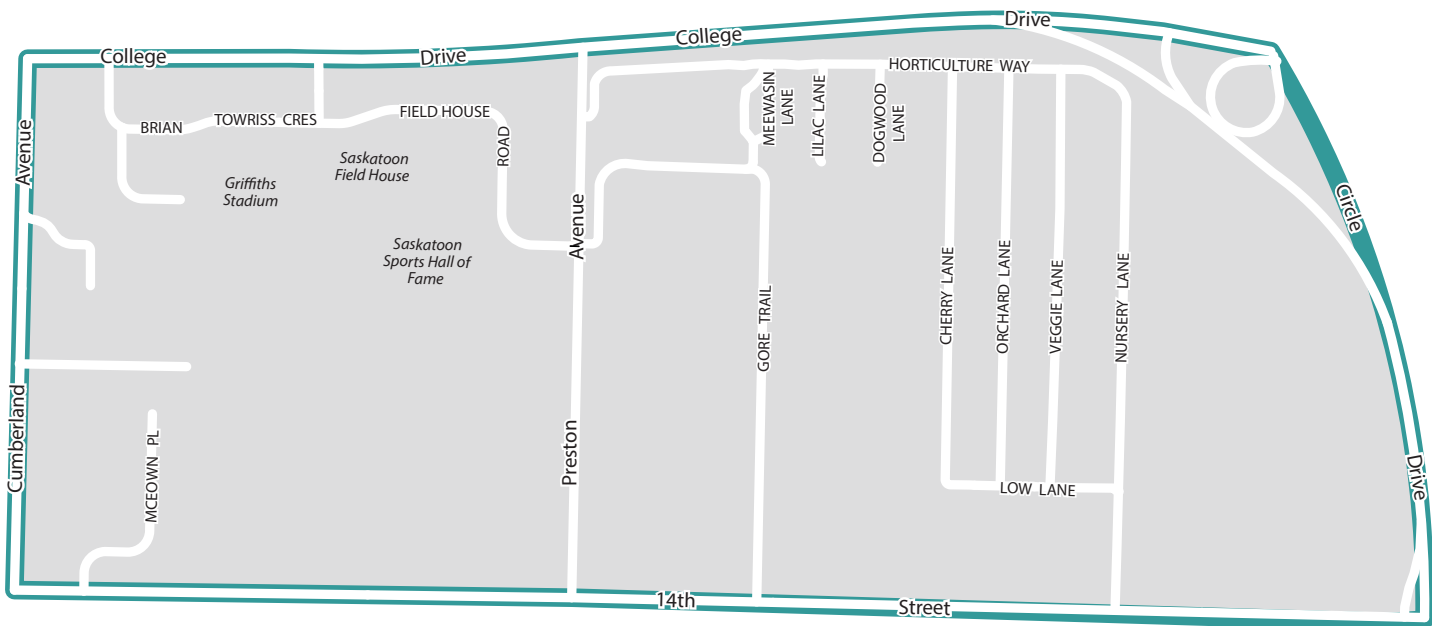 Drive
College
College
Drive
HORTICULTURE WAY
MEEWASIN
LANE
LILAC LANE
DOGWOOD
LANE
FIELD HOUSE
ROAD
BRIAN
TOWRISS CRES
Avenue
Saskatoon
Field House
Griffiths
Stadium
Avenue
Circle
Saskatoon
Sports Hall of
Fame
CHERRY LANE
ORCHARD LANE
VEGGIE LANE
NURSERY LANE
GORE TRAIL
Cumberland
Preston
MCEOWN PL
LOW LANE
Drive
14th
Street